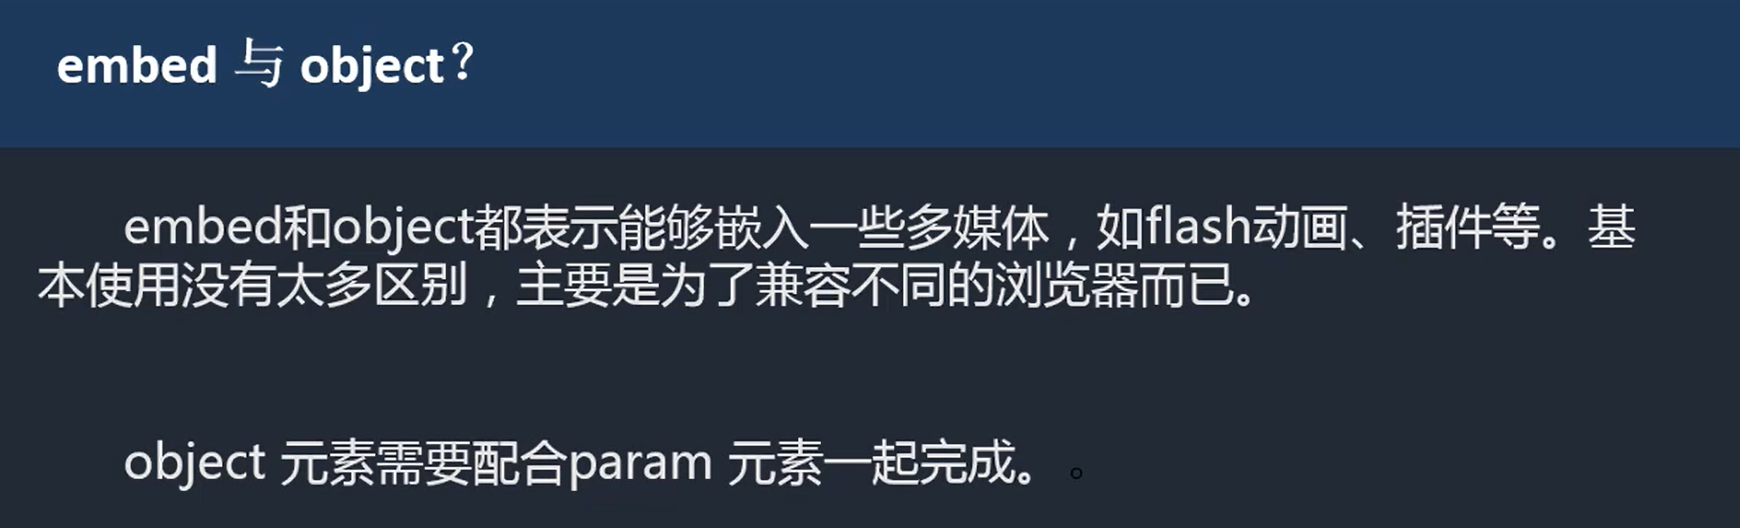 embed 与 object？
embed和object都表示能够嵌入一些多媒体，如flash动画、插件等。基
本使用没有太多区别，主要是为了兼容不同的浏览器而已。
object 元素需要配合param 元素一起完成。。